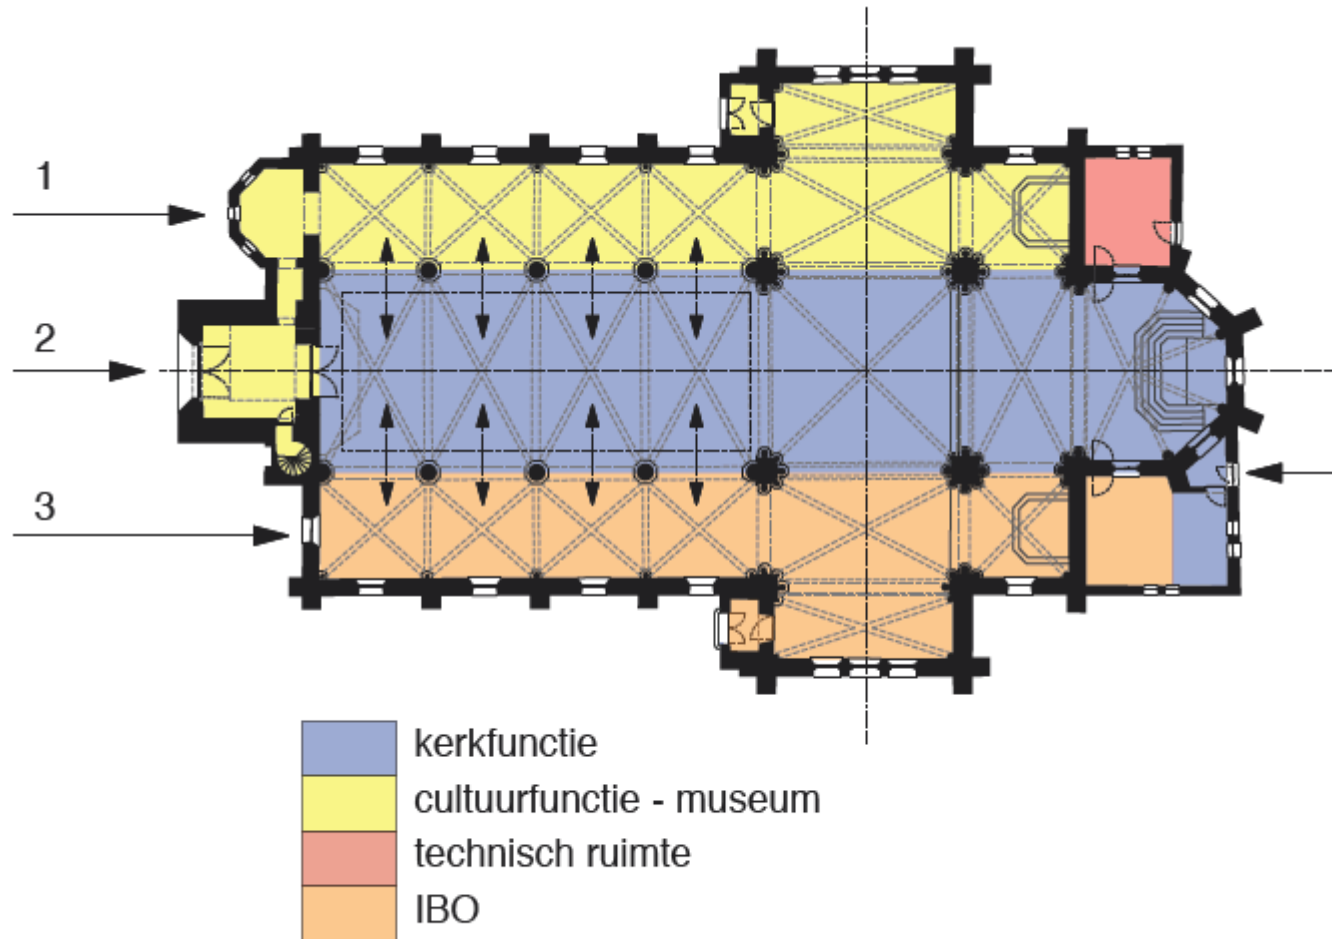 1
2
3
kerkfunctie
cultuurfunctie - museum
technisch ruimte
IBO